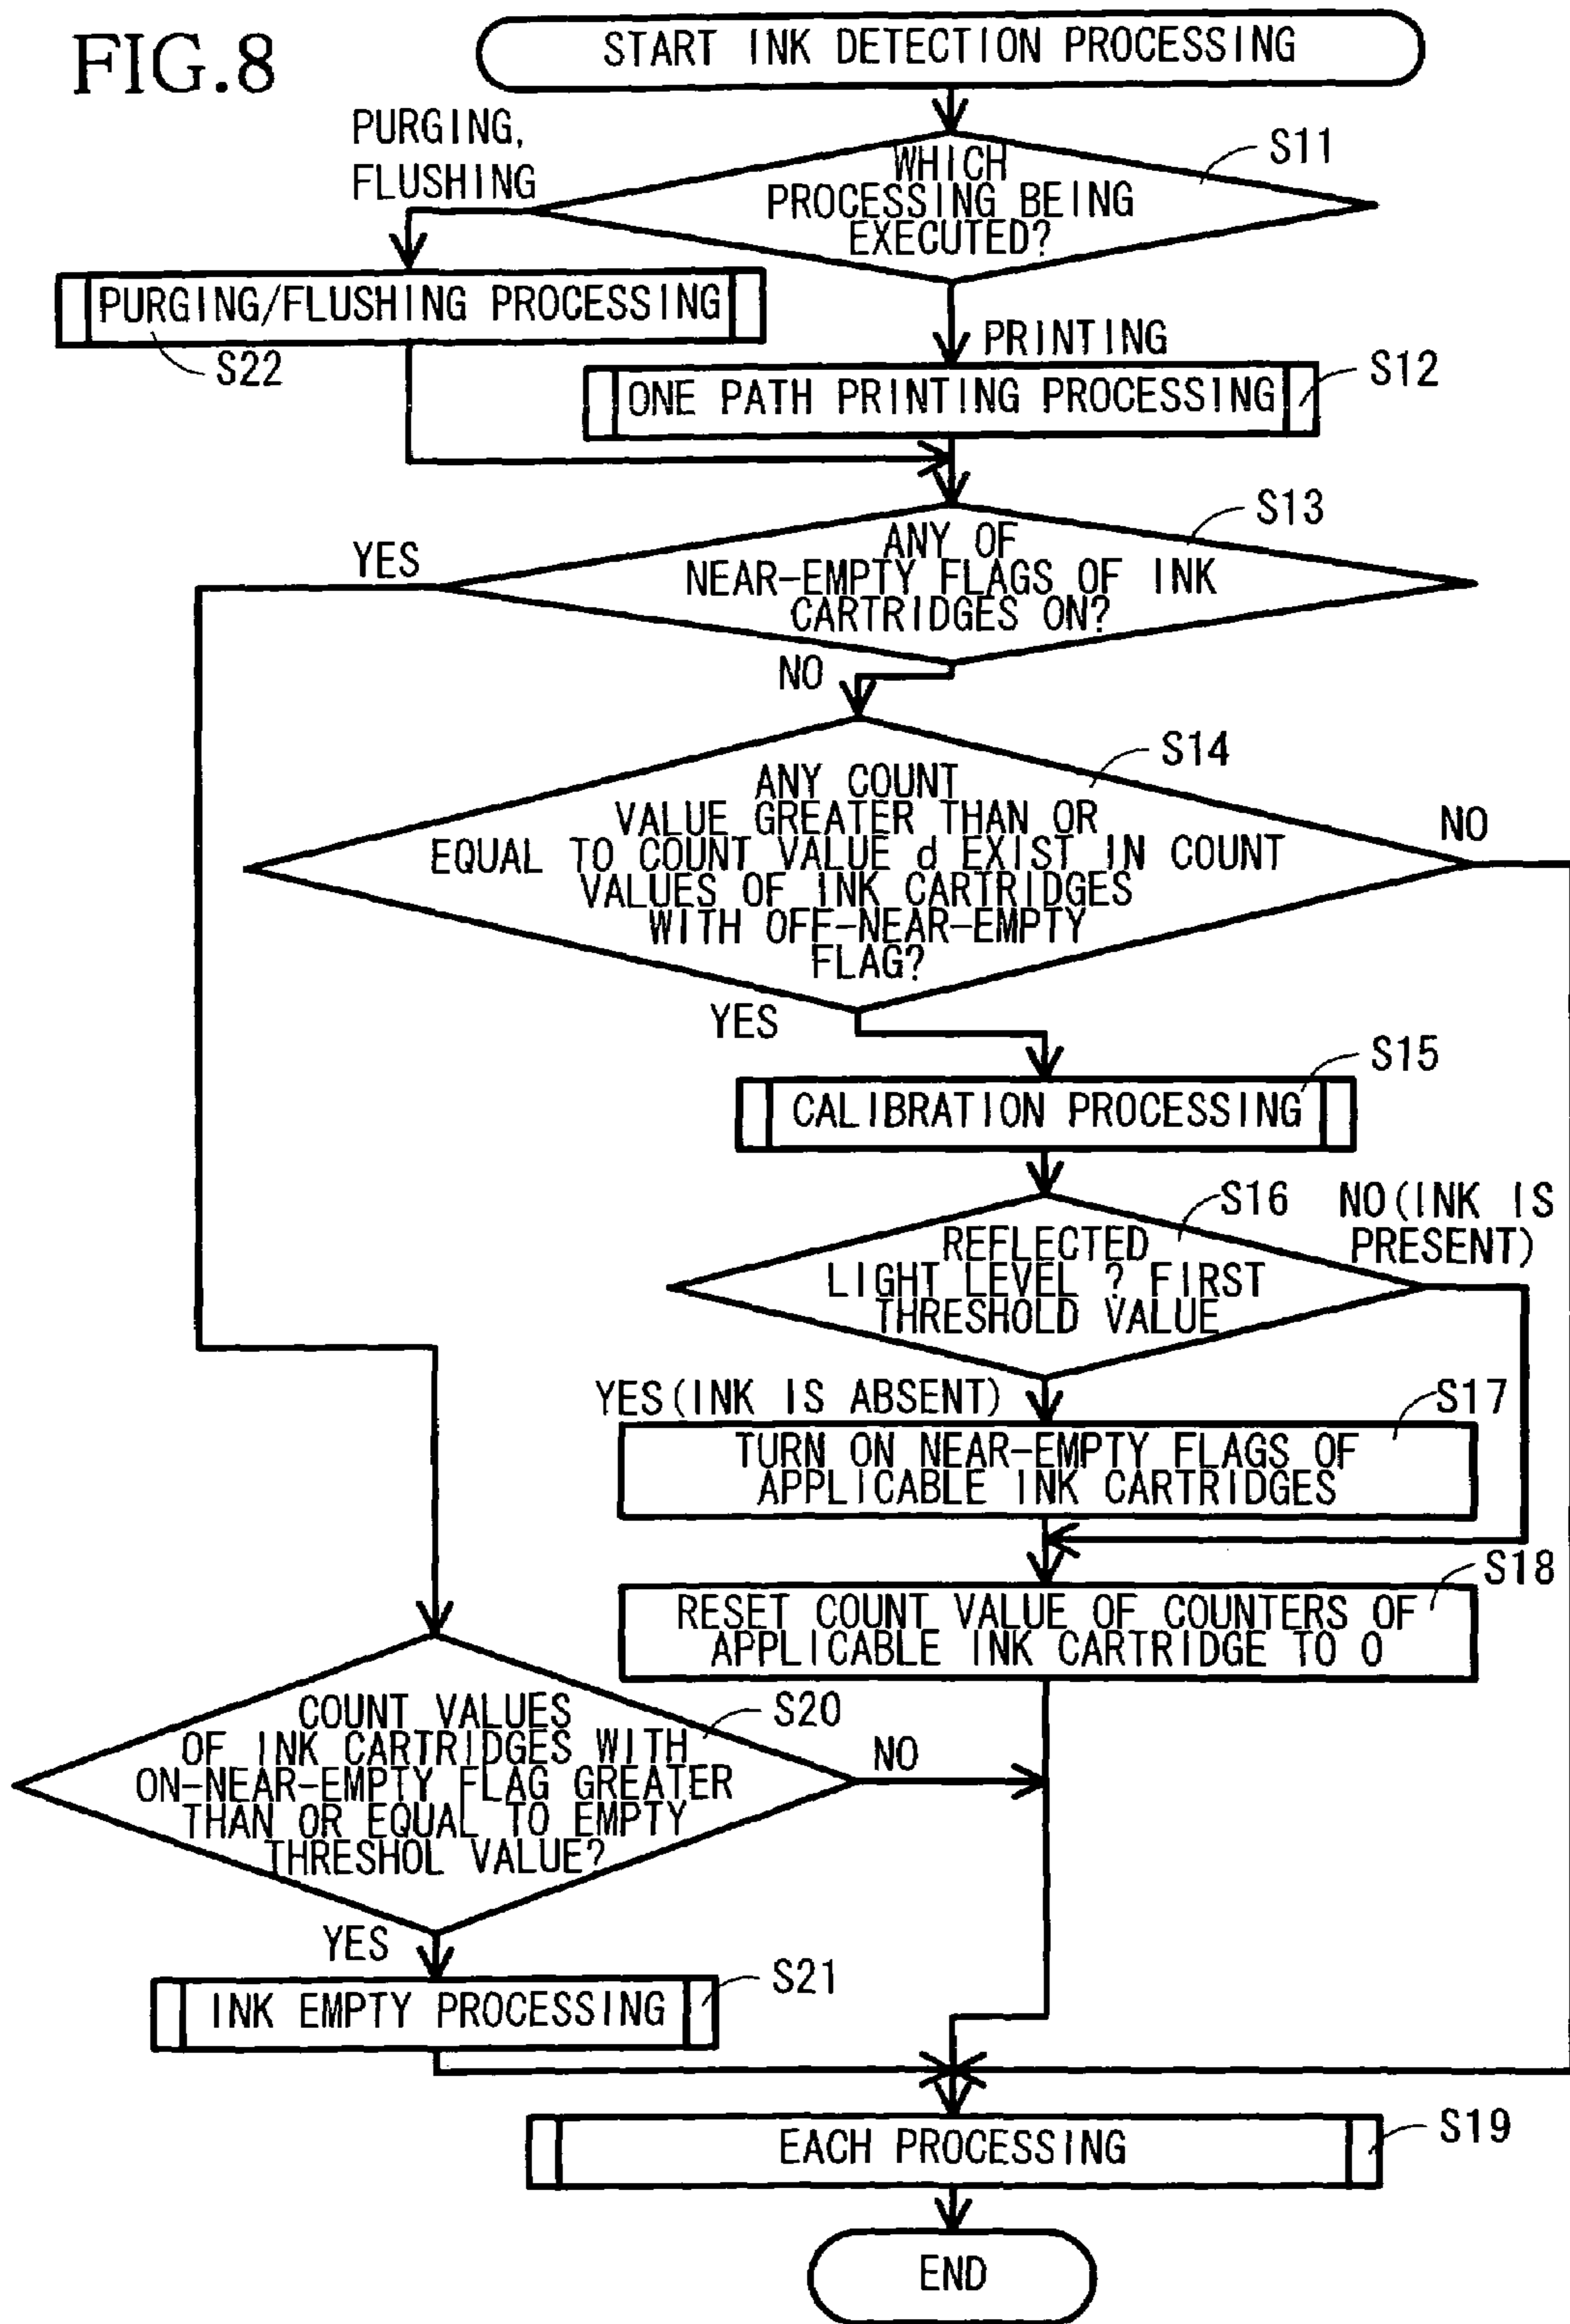 FIG.8
START INK DETECTION PROCESSING
PURGING,
FLUSHING
WHICH
PROCESSING BEING
EXECUTED?
S11
PURGING/FLUSHING PROCESSING
S22
PRINTING
ONE PATH PRINTING PROCESSING
S12
ANY OF
NEAR-EMPTY FLAGS OF INK
CARTRIDGES ON?
S13
YES
NO
ANY COUNT
VALUE GREATER THAN OR
EQUAL TO COUNT VALUE d EXIST IN COUNT
VALUES OF INK CARTRIDGES
WITH OFF-NEAR-EMPTY
FLAG?
S14
NO
YES
CALIBRATION PROCESSING
S15
REFLECTED
LIGHT LEVEL ? FIRST
THRESHOLD VALUE
S16
NO(INK IS
PRESENT)
YES(INK IS ABSENT)
S17
TURN ON NEAR-EMPTY FLAGS OF
APPLICABLE INK CARTRIDGES
S18
RESET COUNT VALUE OF COUNTERS OF
APPLICABLE INK CARTRIDGE TO 0
COUNT VALUES
OF INK CARTRIDGES WITH
ON-NEAR-EMPTY FLAG GREATER
THAN OR EQUAL TO EMPTY
THRESHOL VALUE?
S20
NO
YES
INK EMPTY PROCESSING
S21
EACH PROCESSING
S19
END